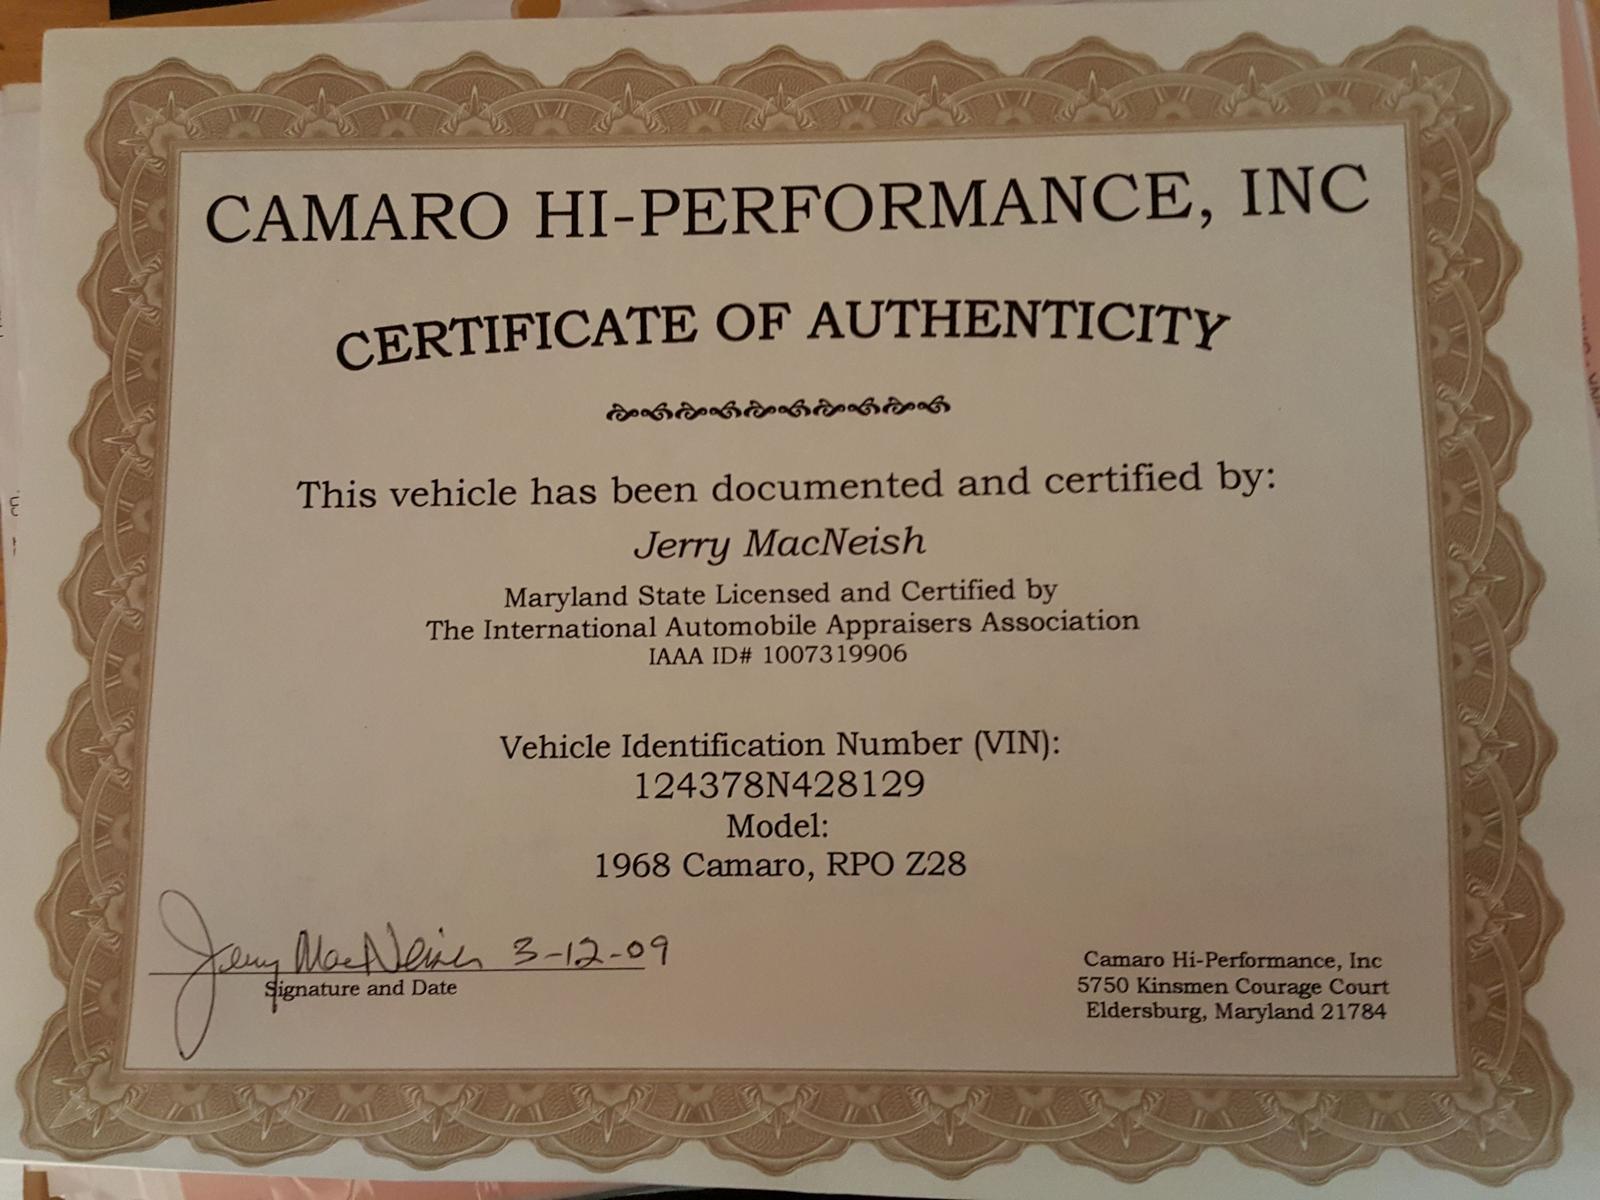 CAMARO HI-PERFORMANCE, INC
CERTIFICATE OF AUTHENTICITY
This vehicle has been documented and certified by:
Jerry MacNeish
Maryland State Licensed and Certified by
The International Automobile Appraisers Association
IAAA ID# 1007319906
Vehicle Identification Number (VIN):
124378N428129
Model:
1968 Camaro, RPO Z28
Jerry MacNeish 3-12-09
Signature and Date
Camaro Hi-Performance, Inc
5750 Kinsmen Courage Court
Eldersburg, Maryland 21784